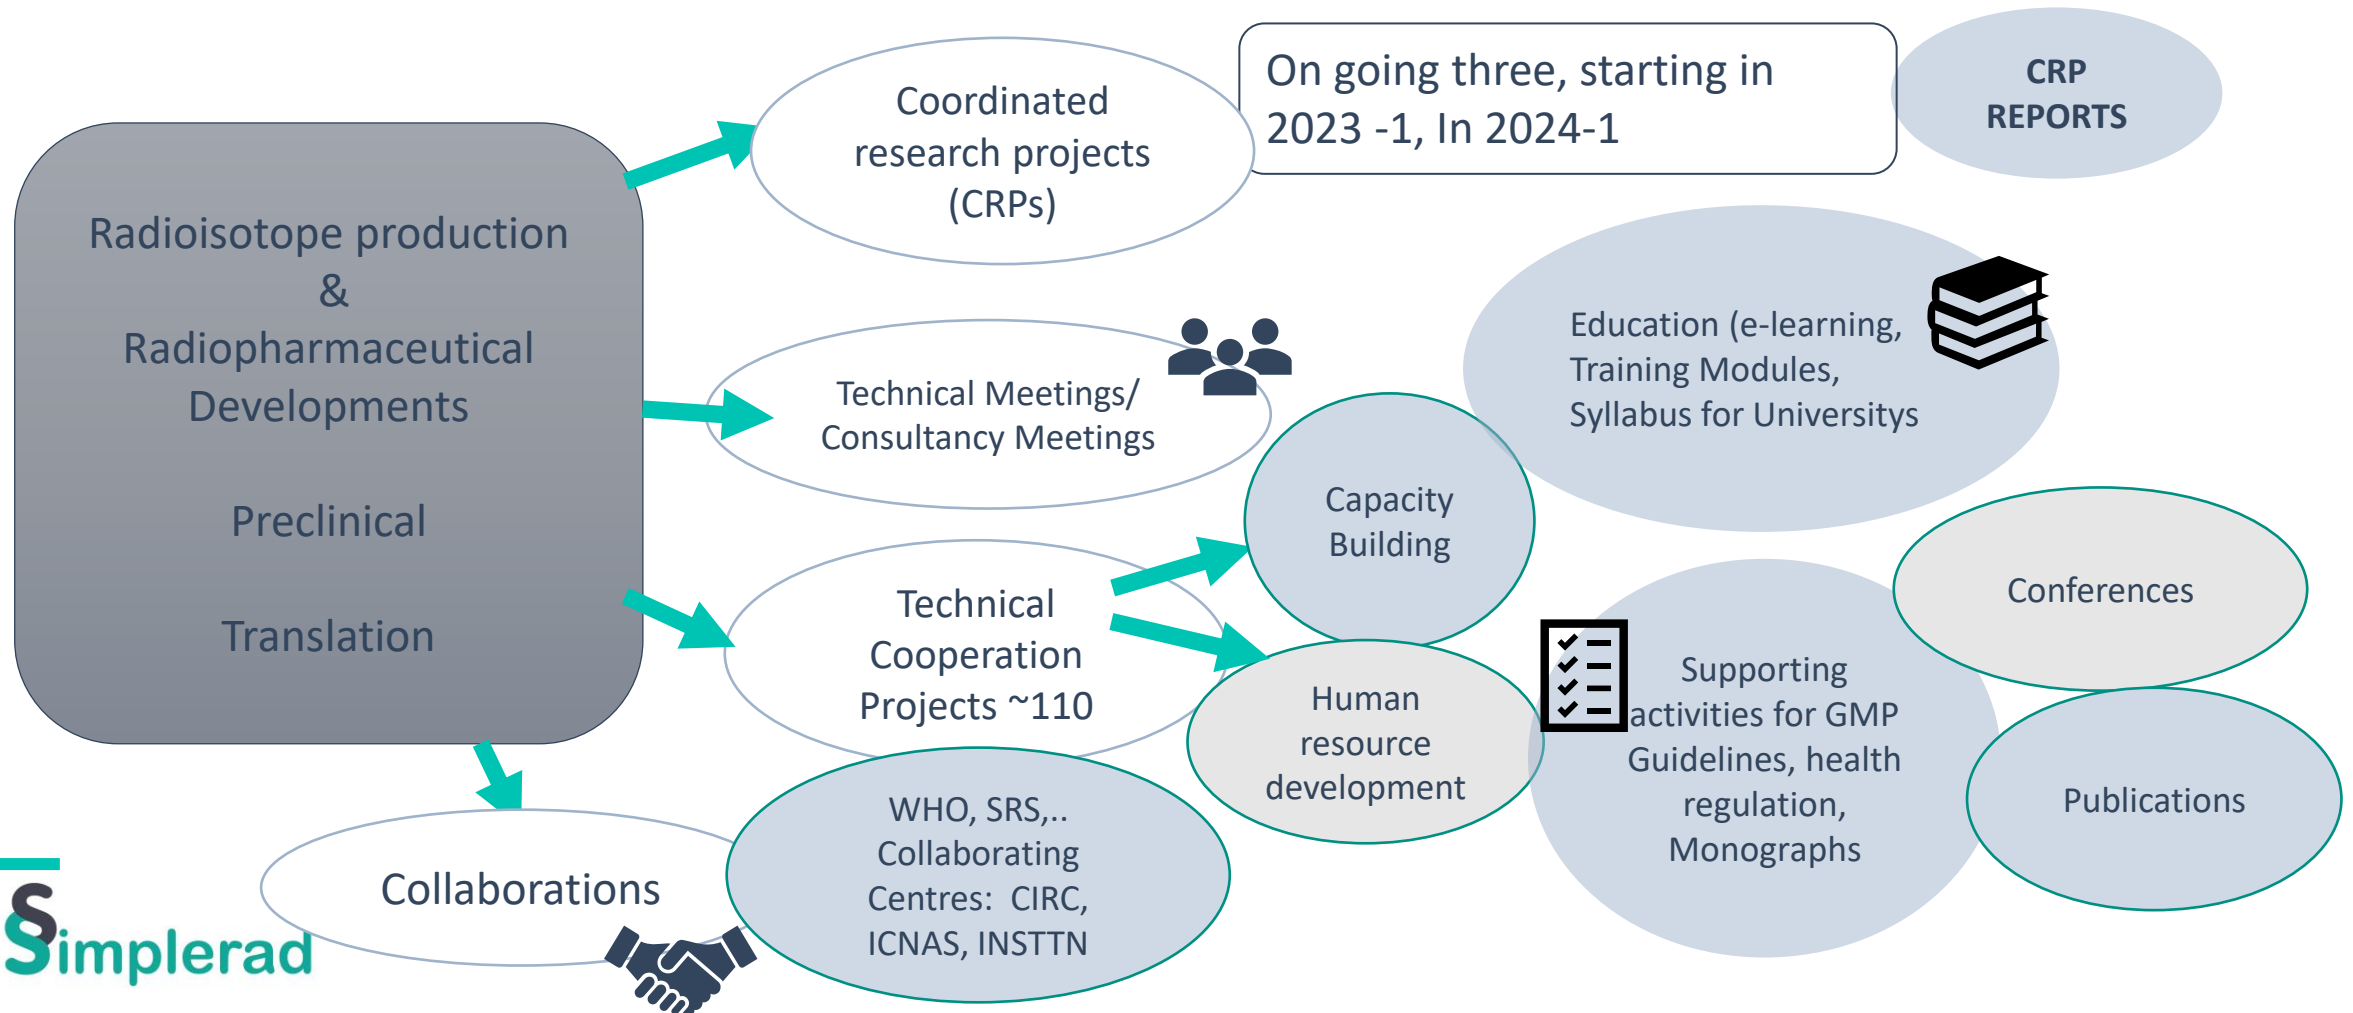 Radioisotope production
&
Radiopharmaceutical
Developments
Preclinical
Translation
Coordinated
research projects
(CRPs)
On going three, starting in
2023 -1, In 2024-1
CRP
REPORTS
Technical Meetings/
Consultancy Meetings
Education (e-learning,
Training Modules,
Syllabus for Universitys
Capacity
Building
Technical
Cooperation
Projects ~110
Human
resource
development
Supporting
activities for GMP
Guidelines, health
regulation,
Monographs
Conferences
Publications
Collaborations
WHO, SRS,..
Collaborating
Centres: CIRC,
ICNAS, INSTTN
Simplerad